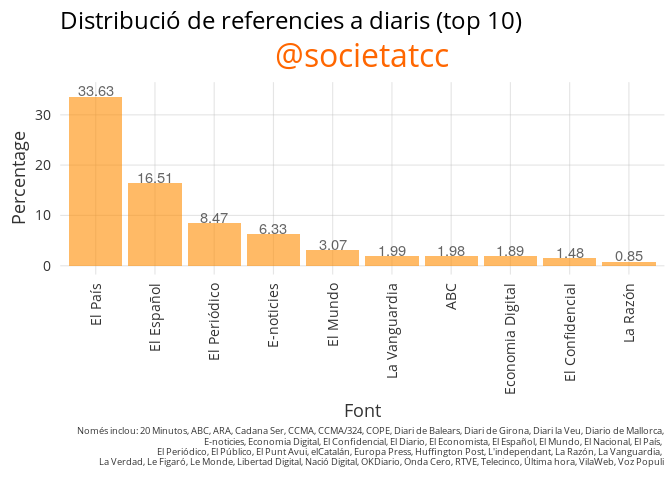 Distribució de referencies a diaris (top 10)
@societatcc
Percentage
30
20
10
0
33.63
16.51
8.47
6.33
3.07
1.99
1.98
1.89
1.48
0.85
El País
El Español
El Periódico
E-noticies
El Mundo
La Vanguardia
ABC
Economia Digital
El Confidencial
La Razón
Font
Només inclou: 20 Minutos, ABC, ARA, Cadana Ser, CCMA, CCMA/324, COPE, Diari de Balears, Diari de Girona, Diari la Veu, Diario de Mallorca,
E-noticies, Economia Digital, El Confidencial, El Diario, El Economista, El Español, El Mundo, El Nacional, El País,
El Periódico, El Público, El Punt Avui, elCatalán, Europa Press, Huffington Post, L'independant, La Razón, La Vanguardia,
La Verdad, Le Figaró, Le Monde, Libertad Digital, Nació Digital, OKDiario, Onda Cero, RTVE, Telecinco, Última hora, VilaWeb, Voz Populi